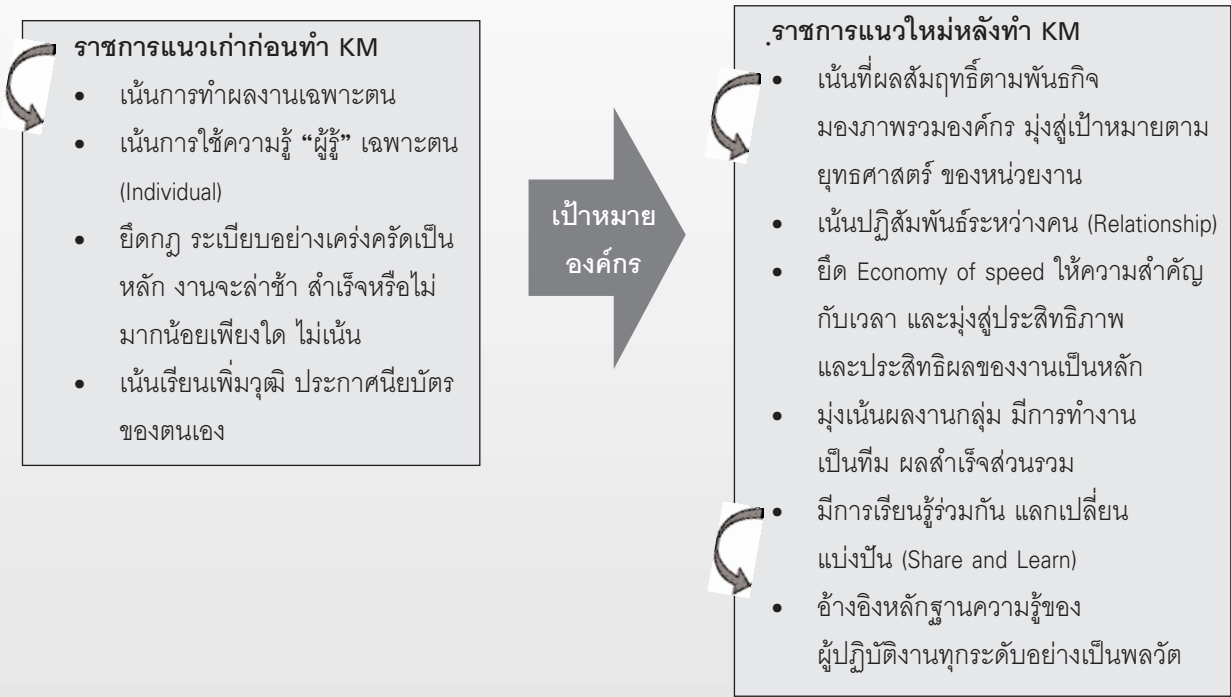 ราชการแนวเก่าก่อนทำ KM
• เน้นการทำผลงานเฉพาะตน
• เน้นการใช้ความรู้ “ผู้รู้” เฉพาะตน
(Individual)
• ยึดกฎ ระเบียบอย่างเคร่งครัดเป็น
หลัก งานจะล่าช้า สำเร็จหรือไม่
มากน้อยเพียงใด ไม่เน้น
• เน้นเรียนเพิ่มวุฒิ ประกาศนียบัตร
ของตนเอง
เป้าหมาย
องค์กร
.ราชการแนวใหม่หลังทำ KM
• เน้นที่ผลสัมฤทธิ์ตามพันธกิจ
มองภาพรวมองค์กร มุ่งสู่เป้าหมายตาม
ยุทธศาสตร์ ของหน่วยงาน
• เน้นปฏิสัมพันธ์ระหว่างคน (Relationship)
• ยึด Economy of speed ให้ความสำคัญ
กับเวลา และมุ่งสู่ประสิทธิภาพ
และประสิทธิผลของงานเป็นหลัก
• มุ่งเน้นผลงานกลุ่ม มีการทำงาน
เป็นทีม ผลสำเร็จส่วนรวม
• มีการเรียนรู้ร่วมกัน แลกเปลี่ยน
แบ่งปัน (Share and Learn)
• อ้างอิงหลักฐานความรู้ของ
ผู้ปฏิบัติงานทุกระดับอย่างเป็นพลวัต